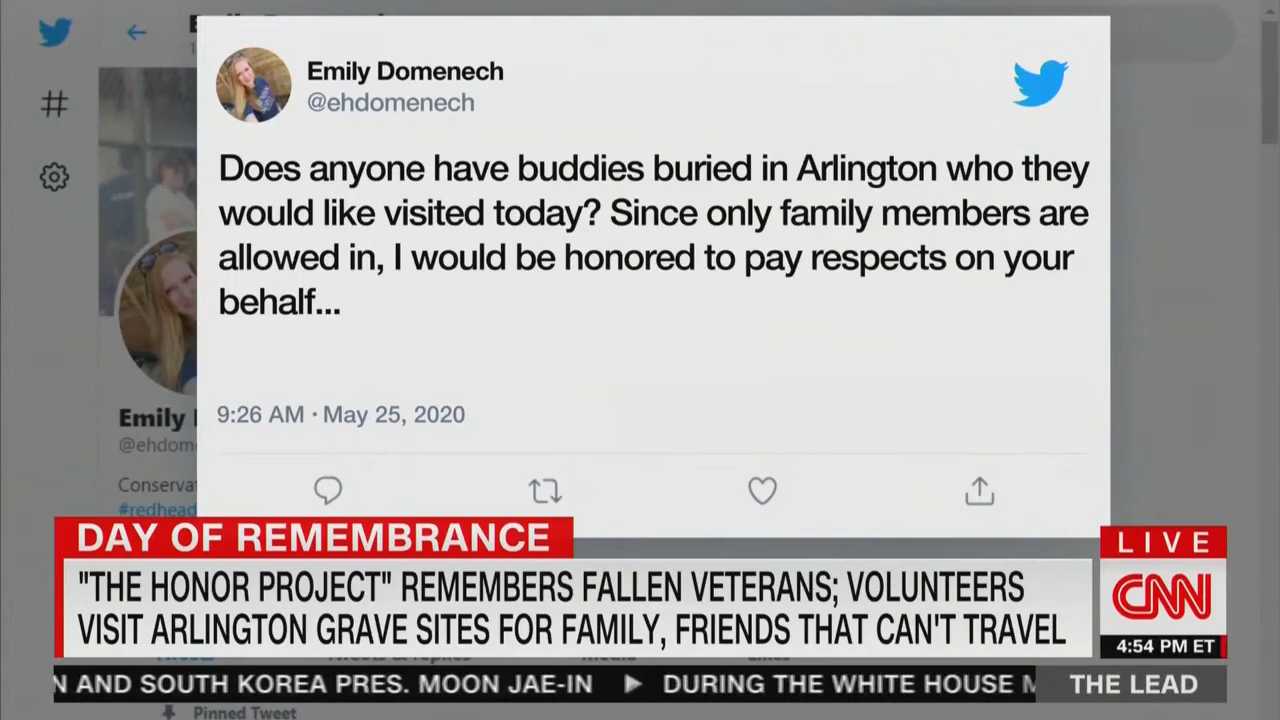 Emily Domenech
@ehdomenech
Does anyone have buddies buried in Arlington who they
would like visited today? Since only family members are
allowed in, I would be honored to pay respects on your
behalf...
9:26 AM · May 25, 2020
Emily
@ehdom
Conserva
#redhead
DAY OF REMEMBRANCE
"THE HONOR PROJECT" REMEMBERS FALLEN VETERANS; VOLUNTEERS
VISIT ARLINGTON GRAVE SITES FOR FAMILY, FRIENDS THAT CAN'T TRAVEL
LIVE
CNN
4:54 PM ET
N AND SOUTH KOREA PRES. MOON JAE-IN ▶ DURING THE WHITE HOUSE
THE LEAD
Pinned Tweet